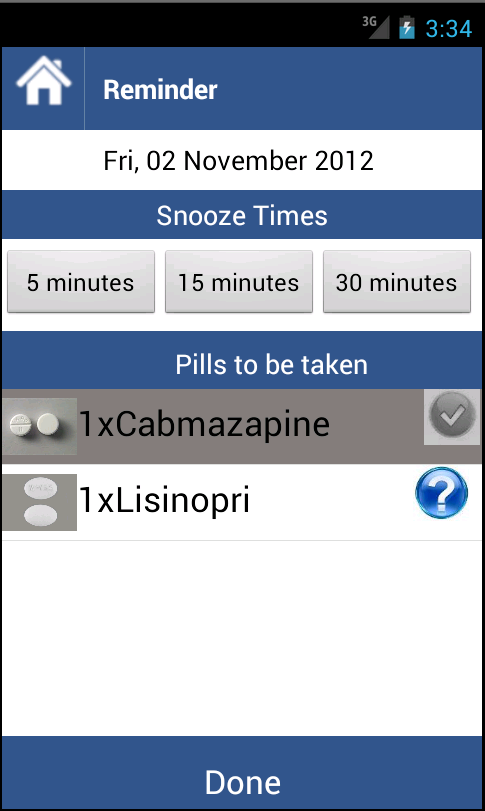 3G 3:34
Reminder
Fri, 02 November 2012
Snooze Times
5 minutes 15 minutes 30 minutes
Pills to be taken
1xCabmazapine
1xLisinopri
?
Done